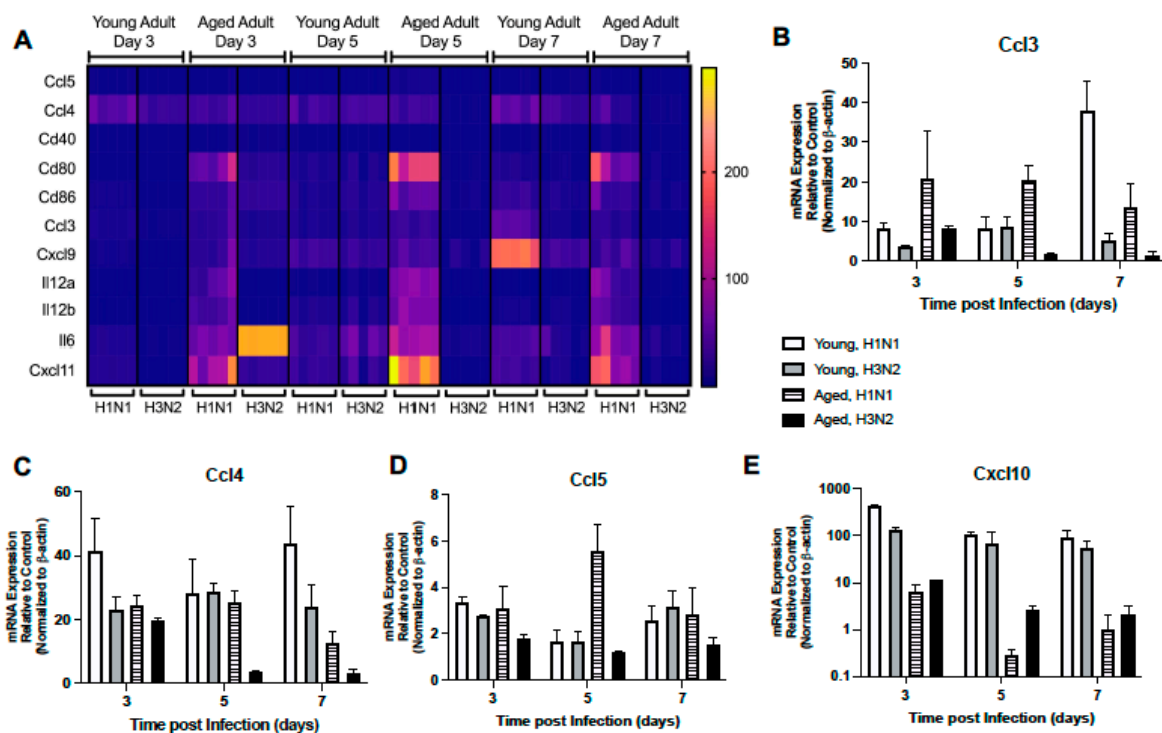 A
Young Adult Day 3
Aged Adult Day 3
Young Adult Day 5
Aged Adult Day 5
Young Adult Day 7
Aged Adult Day 7
Ccl5
Ccl4
Cd40
Cd80
Cd86
Ccl3
Cxcl9
Il12a
Il12b
Il6
Cxcl11
200
100
H1N1 H3N2 H1N1 H3N2 H1N1 H3N2 H1N1 H3N2 H1N1 H3N2 H1N1 H3N2
B
Ccl3
mRNA Expression
Relative to Control
(Normalized to β-actin)
50
40
30
20
10
0
3 5 7
Time post Infection (days)
Young, H1N1
Young, H3N2
Aged, H1N1
Aged, H3N2
C
Ccl4
mRNA Expression
Relative to Control
(Normalized to β-actin)
60
40
20
0
3 5 7
Time post Infection (days)
D
Ccl5
mRNA Expression
Relative to Control
(Normalized to β-actin)
8
6
4
2
0
3 5 7
Time post Infection (days)
E
Cxcl10
mRNA Expression
Relative to Control
(Normalized to β-actin)
1000
100
10
1
0.1
3 5 7
Time post Infection (days)